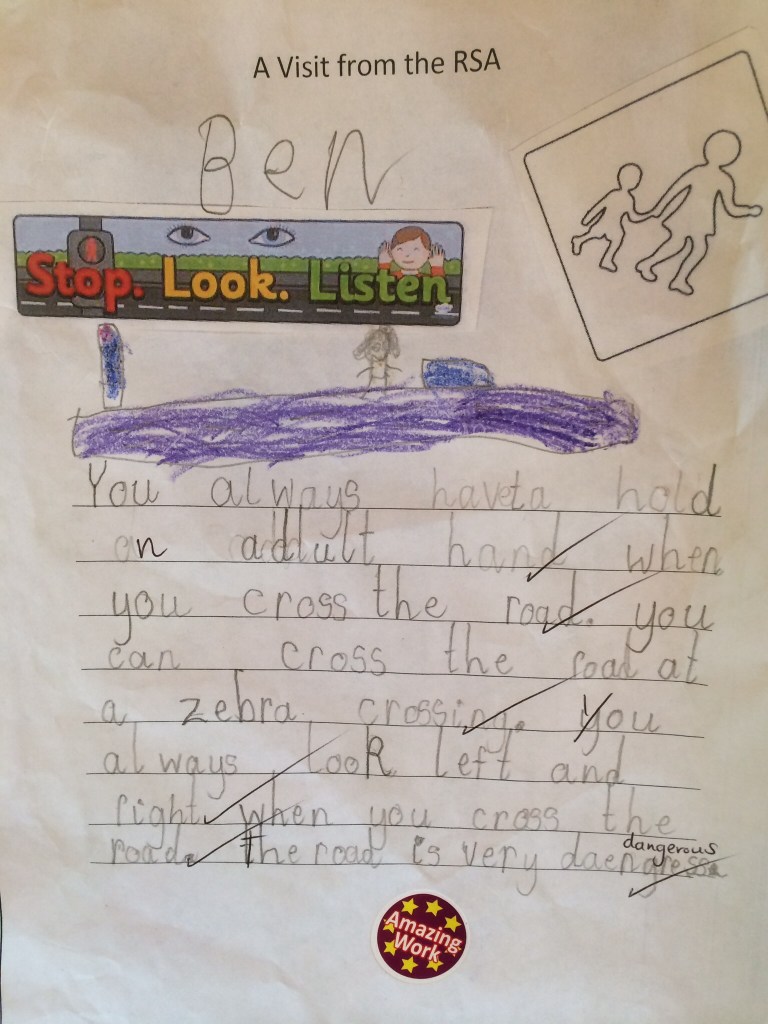 A Visit from the RSA
Ben
Stop. Look. Listen
You always haveta hold
an addult hand when
you cross the road. you
can cross the road at
a zebra crossing. You
always look left and
right when you cross the
road. The road is very daengressa
dangerous
Amazing
Work